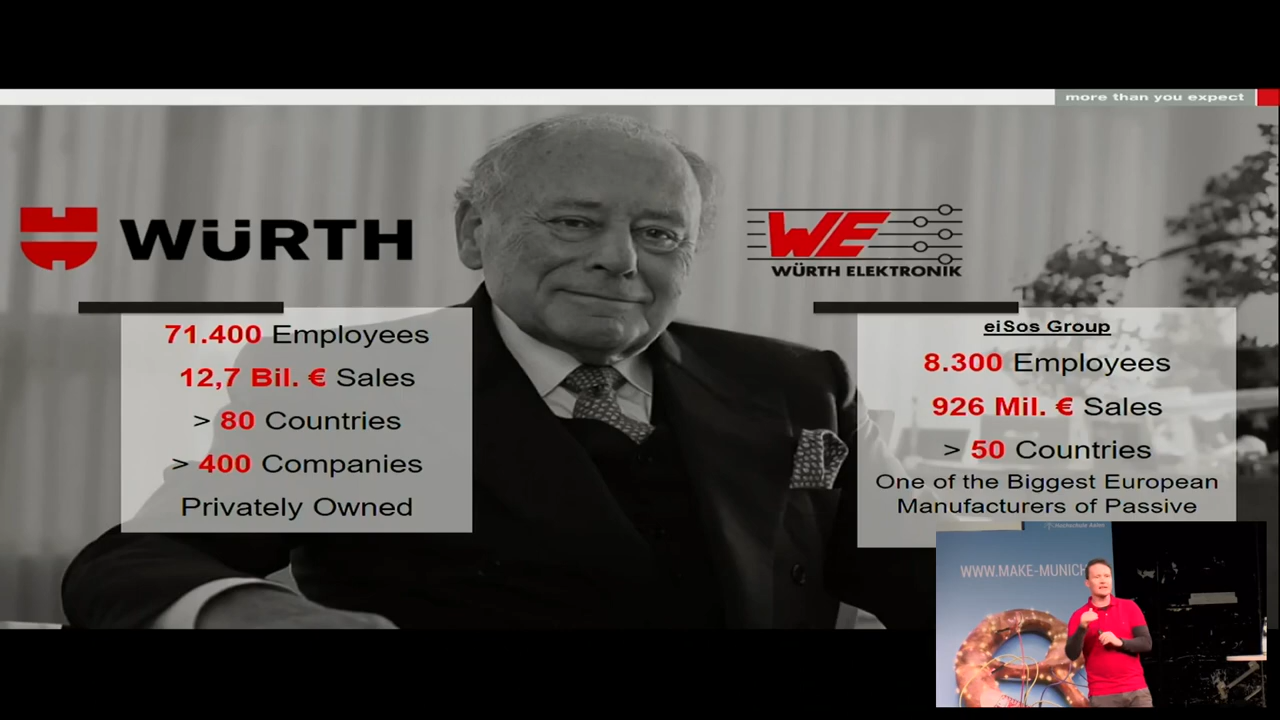 more than you expect
WÜRTH
WE
WÜRTH ELEKTRONIK
71.400 Employees
12,7 Bil. € Sales
> 80 Countries
> 400 Companies
Privately Owned
eiSos Group
8.300 Employees
926 Mil. € Sales
> 50 Countries
One of the Biggest European
Manufacturers of Passive
Hochschule Aalen
WWW.MAKE-MUNICH